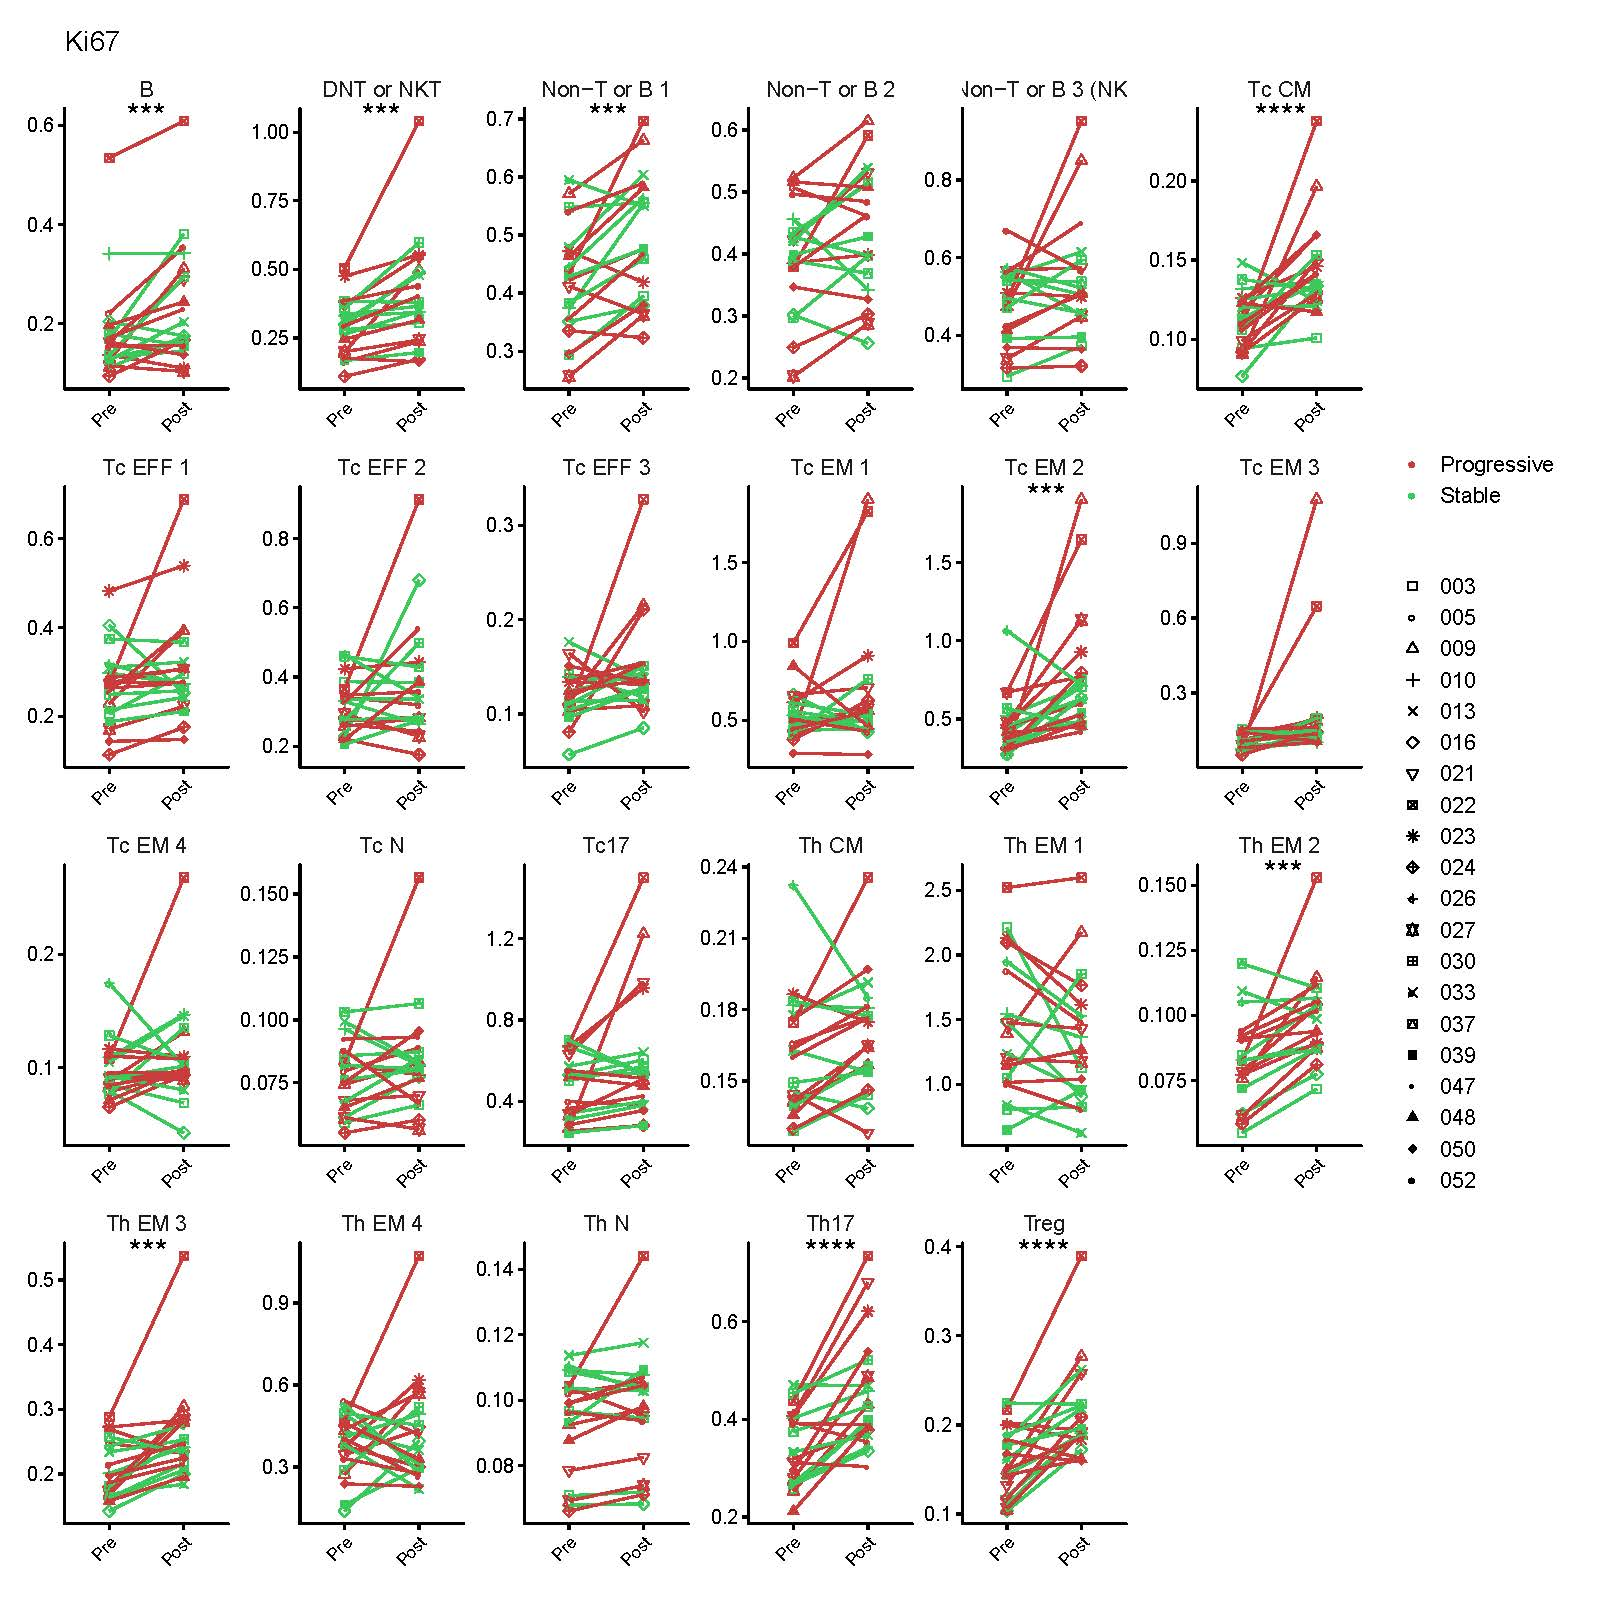 Ki67
B
DNT or NKT
Non−T or B 1
Non−T or B 2
Non−T or B 3 (NK
Tc CM
***
***
***
****
0.6
0.4
0.2
1.00
0.75
0.50
0.25
0.7
0.6
0.5
0.4
0.3
0.6
0.5
0.4
0.3
0.2
0.8
0.6
0.4
0.20
0.15
0.10
Pre
Post
Pre
Post
Pre
Post
Pre
Post
Pre
Post
Pre
Post
Tc EFF 1
Tc EFF 2
Tc EFF 3
Tc EM 1
Tc EM 2
Tc EM 3
***
0.6
0.4
0.2
0.8
0.6
0.4
0.2
0.3
0.2
0.1
1.5
1.0
0.5
1.5
1.0
0.5
0.9
0.6
0.3
Pre
Post
Pre
Post
Pre
Post
Pre
Post
Pre
Post
Pre
Post
Tc EM 4
Tc N
Tc17
Th CM
Th EM 1
Th EM 2
***
0.2
0.1
0.150
0.125
0.100
0.075
1.2
0.8
0.4
0.24
0.21
0.18
0.15
2.5
2.0
1.5
1.0
0.150
0.125
0.100
0.075
Pre
Post
Pre
Post
Pre
Post
Pre
Post
Pre
Post
Pre
Post
Th EM 3
Th EM 4
Th N
Th17
Treg
***
****
****
0.5
0.4
0.3
0.2
0.9
0.6
0.3
0.14
0.12
0.10
0.08
0.6
0.4
0.2
0.4
0.3
0.2
0.1
Pre
Post
Pre
Post
Pre
Post
Pre
Post
Pre
Post
Progressive
Stable
003
005
009
010
013
016
021
022
023
024
026
027
030
033
037
039
047
048
050
052